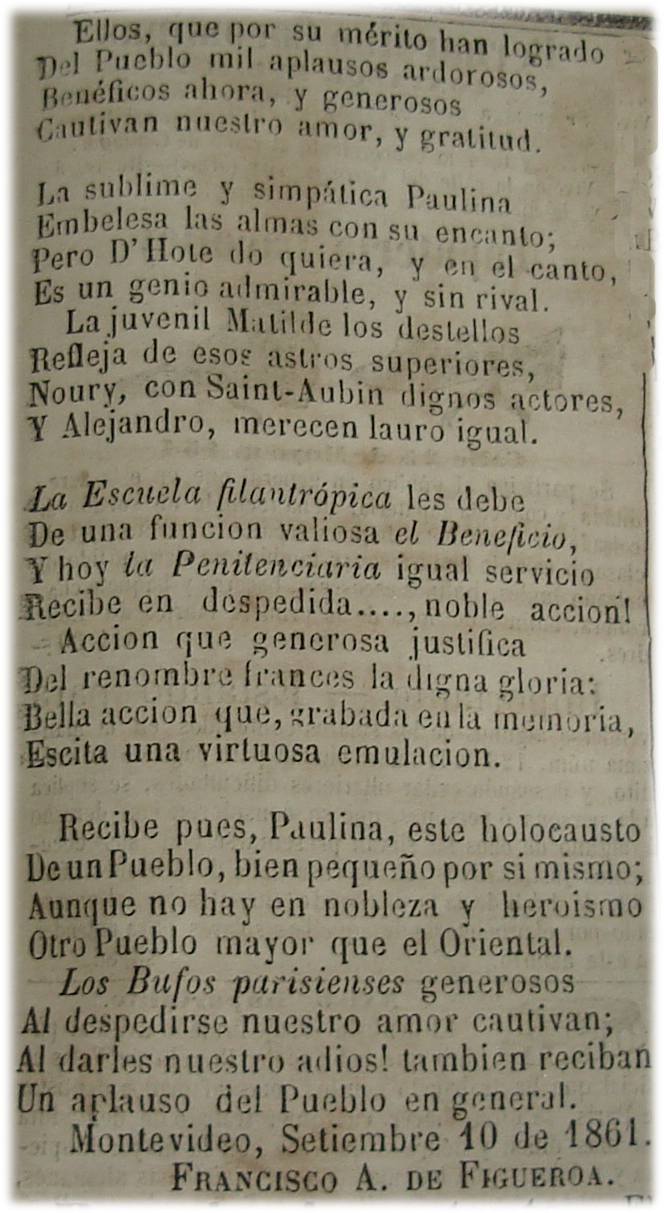 Ellos, que por su mérito han logrado
Del Pueblo mil aplausos ardorosos,
Benéficos ahora, y generosos
Cautivan nuestro amor, y gratitud.
La sublime y simpática Paulina
Embelesa las almas con su encanto;
Pero D'Hote do quiera, y en el canto,
Es un genio admirable, y sin rival.
La juvenil Matilde los destellos
Refleja de esos astros superiores,
Noury, con Saint-Aubin dignos actores,
Y Alejandro, merecen lauro igual.
La Escuela filantrópica les debe
De una funcion valiosa el Beneficio,
Y hoy la Penitenciaria igual servicio
Recibe en despedida...., noble accion!
Accion que generosa justifica
Del renombre frances la digna gloria:
Bella accion que, grabada en la memoria,
Escita una virtuosa emulacion.
Recibe pues, Paulina, este holocausto
De un Pueblo, bien pequeño por si mismo;
Aunque no hay en nobleza y heroismo
Otro Pueblo mayor que el Oriental.
Los Bufos parisienses generosos
Al despedirse nuestro amor cautivan;
Al darles nuestro adios! tambien reciban
Un aplauso del Pueblo en general.
Montevideo, Setiembre 10 de 1861.
FRANCISCO A. DE FIGUEROA.